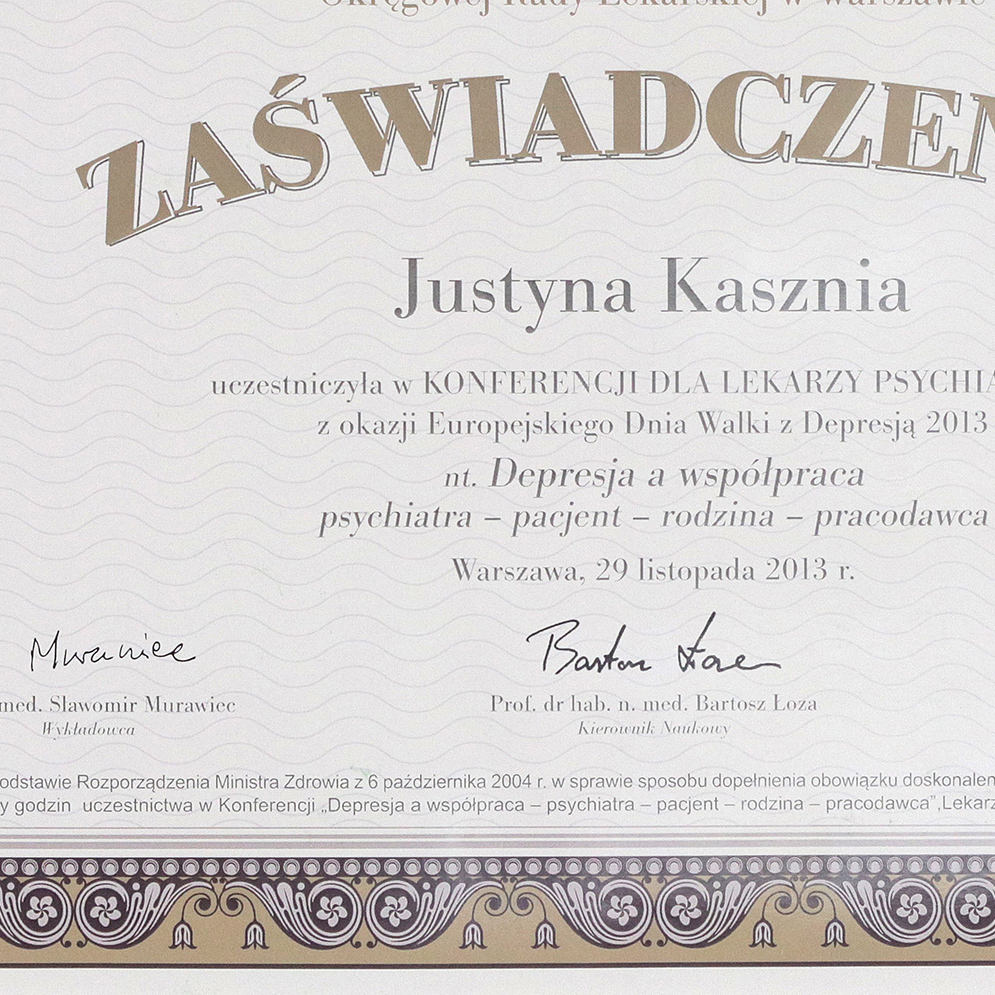 Okręgowej Rady Lekarskiej w Warszawie
ZAŚWIADCZEN
Justyna Kasznia
uczestniczyła w KONFERENCJI DLA LEKARZY PSYCHIA
z okazji Europejskiego Dnia Walki z Depresją 2013
nt. Depresja a współpraca
psychiatra – pacjent – rodzina – pracodawca
Warszawa, 29 listopada 2013 r.
Murawiec Bartosz Łoza
med. Sławomir Murawiec Prof. dr hab. n. med. Bartosz Łoza
Wykładowca Kierownik Naukowy
odstawie Rozporządzenia Ministra Zdrowia z 6 października 2004 r. w sprawie sposobu dopełnienia obowiązku doskonalen
y godzin uczestnictwa w Konferencji „Depresja a współpraca – psychiatra – pacjent – rodzina – pracodawca”,Lekarz